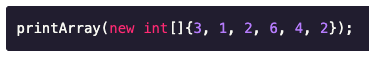 printArray(new int[]{3, 1, 2, 6, 4, 2});